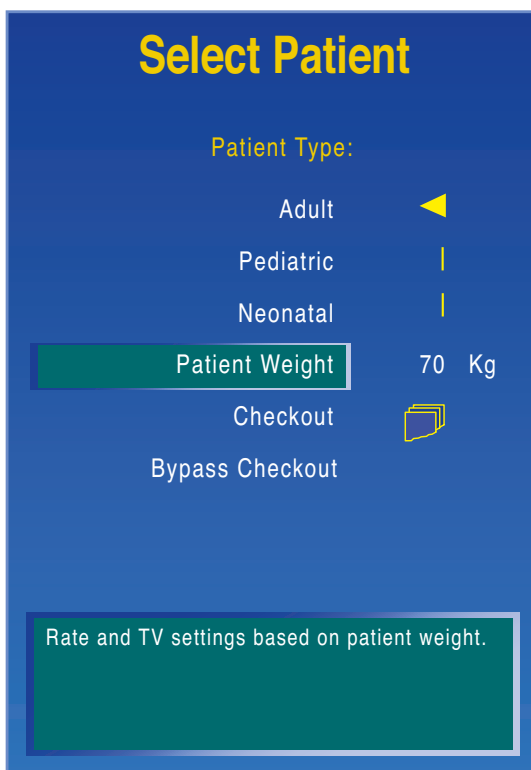 Select Patient
Patient Type:
Adult
Pediatric
Neonatal
Patient Weight 70 Kg
Checkout
Bypass Checkout
Rate and TV settings based on patient weight.